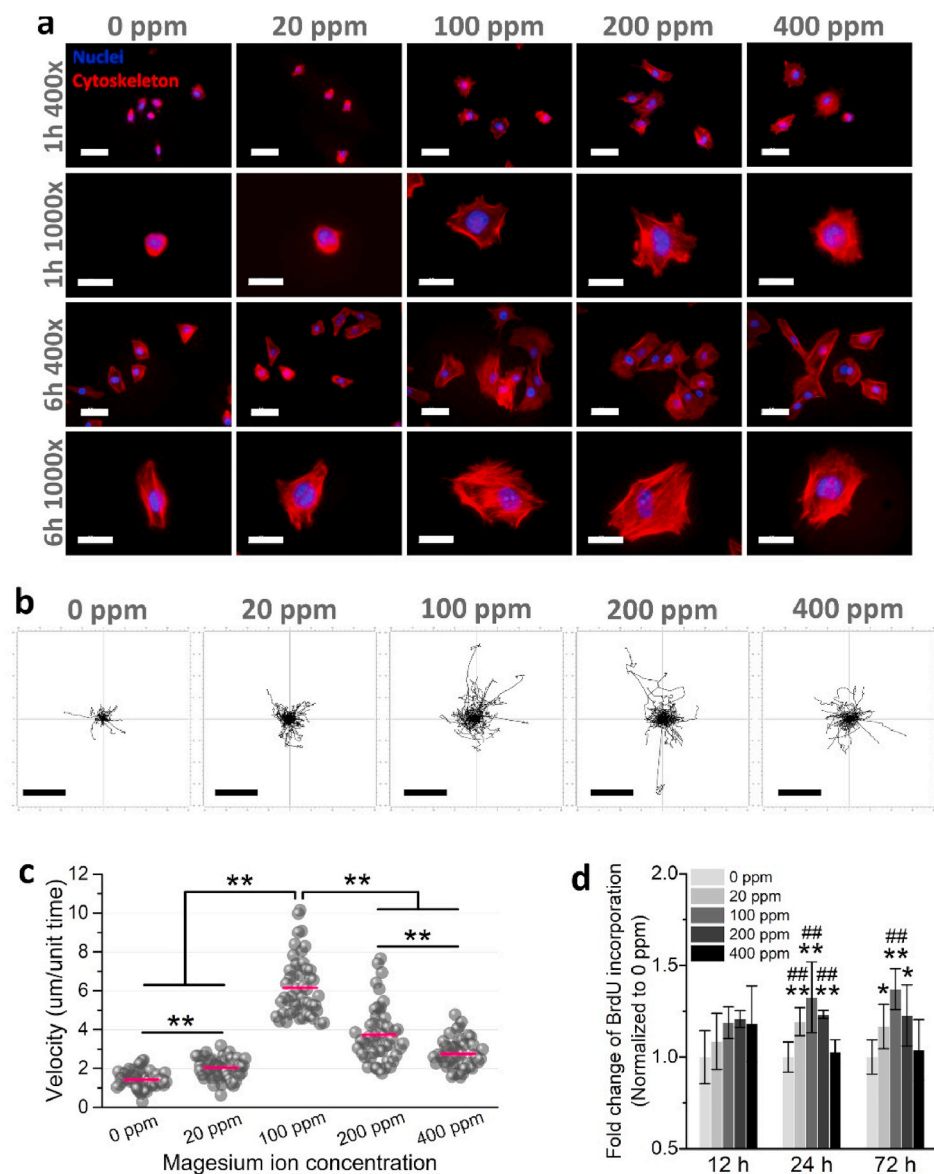 a
0 ppm 20 ppm 100 ppm 200 ppm 400 ppm
Nuclei
Cytoskeleton
1h 400x
1h 1000x
6h 400x
6h 1000x
b
0 ppm 20 ppm 100 ppm 200 ppm 400 ppm
c
Velocity (um/unit time)
12
10
8
6
4
2
0
** **
**
**
0 ppm 20 ppm 100 ppm 200 ppm 400 ppm
Magesium ion concentration
d
Fold change of BrdU incorporation
(Normalized to 0 ppm)
2.0
1.5
1.0
0.5
0 ppm
20 ppm
100 ppm
200 ppm
400 ppm
## ## ##
** ** **
##
* ** *
12 h 24 h 72 h